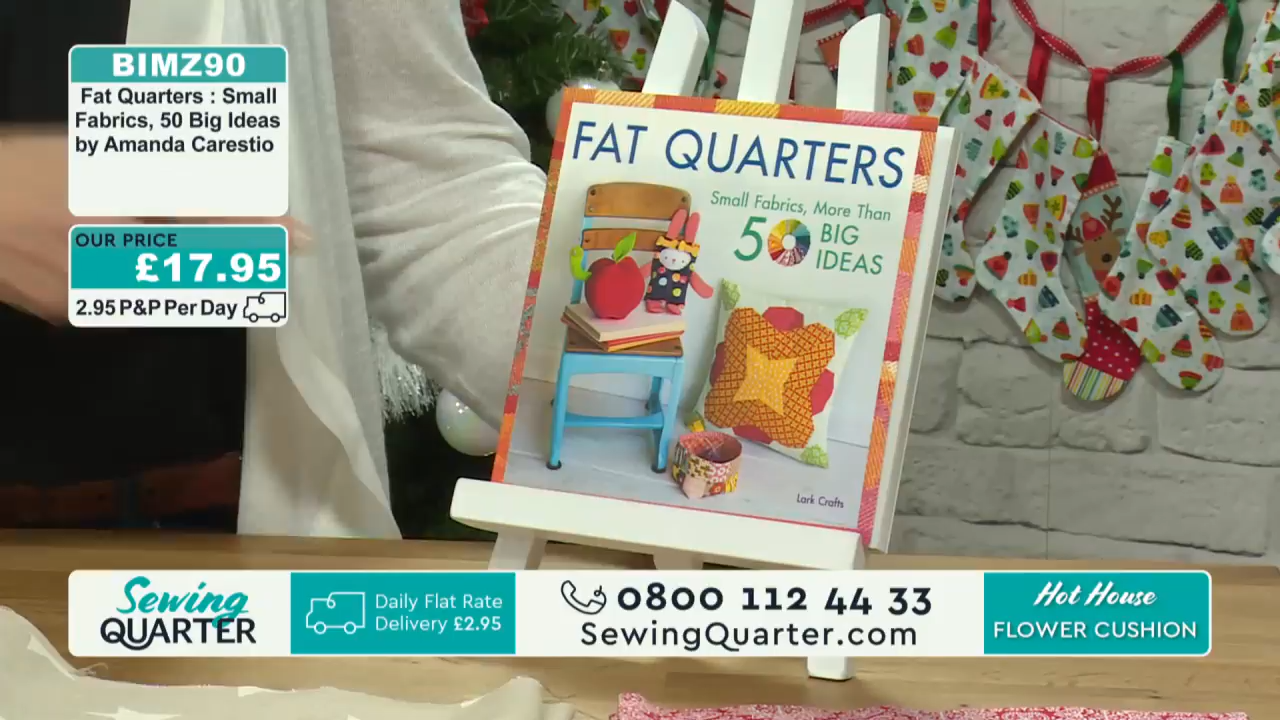 BIMZ90
Fat Quarters : Small
Fabrics, 50 Big Ideas
by Amanda Carestio
OUR PRICE
£17.95
2.95 P&P Per Day
FAT QUARTERS
Small Fabrics, More Than
50 BIG
IDEAS
Lark Crafts
Sewing
QUARTER
Daily Flat Rate
Delivery £2.95
0800 112 44 33
SewingQuarter.com
Hot House
FLOWER CUSHION